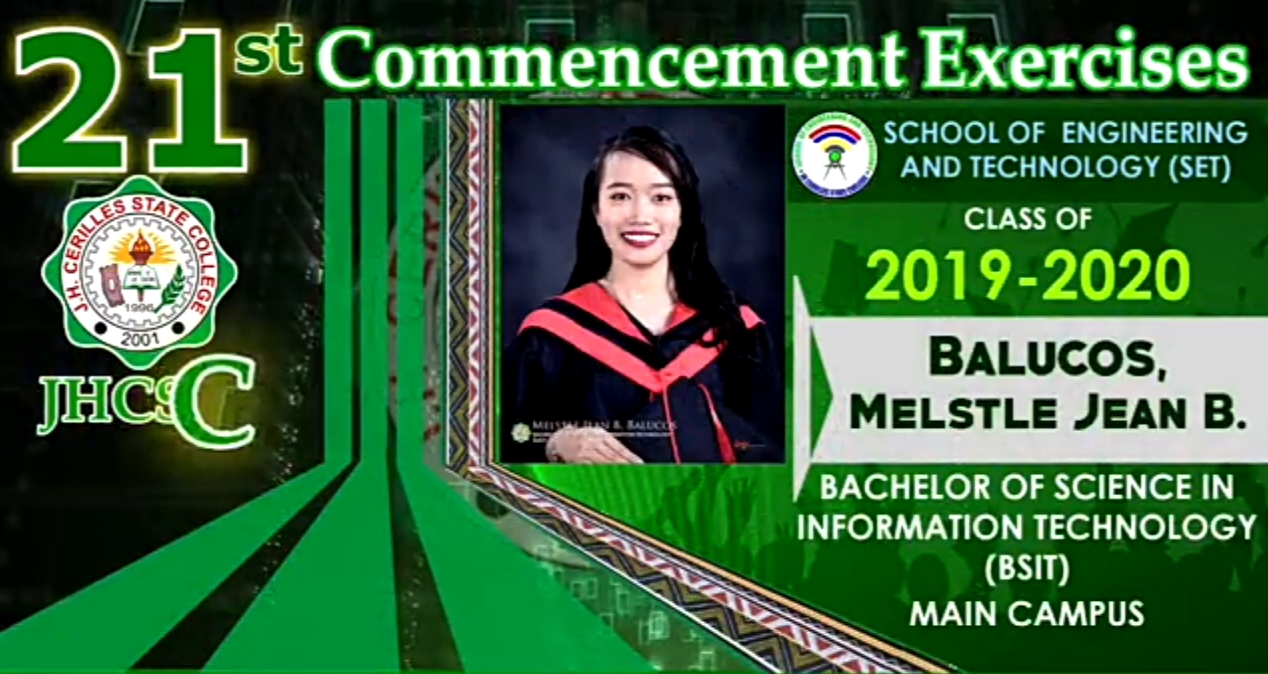 21st Commencement Exercises
J.H. CERILLES STATE COLLEGE
1996
2001
JHCSC
SCHOOL OF ENGINEERING
AND TECHNOLOGY (SET)
CLASS OF
2019-2020
BALUCOS,
MELSTLE JEAN B.
MELSTLE JEAN B. BALUCOS
BACHELOR OF SCIENCE IN
INFORMATION TECHNOLOGY
(BSIT)
MAIN CAMPUS